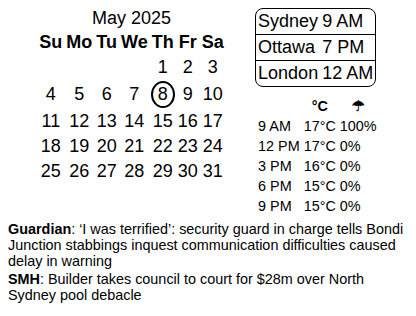 May 2025
Su Mo Tu We Th Fr Sa
1 2 3
4 5 6 7 8 9 10
11 12 13 14 15 16 17
18 19 20 21 22 23 24
25 26 27 28 29 30 31
Sydney 9 AM
Ottawa 7 PM
London 12 AM
°C ☂
9 AM 17°C 100%
12 PM 17°C 0%
3 PM 16°C 0%
6 PM 15°C 0%
9 PM 15°C 0%
Guardian: ‘I was terrified’: security guard in charge tells Bondi
Junction stabbings inquest communication difficulties caused
delay in warning
SMH: Builder takes council to court for $28m over North
Sydney pool debacle